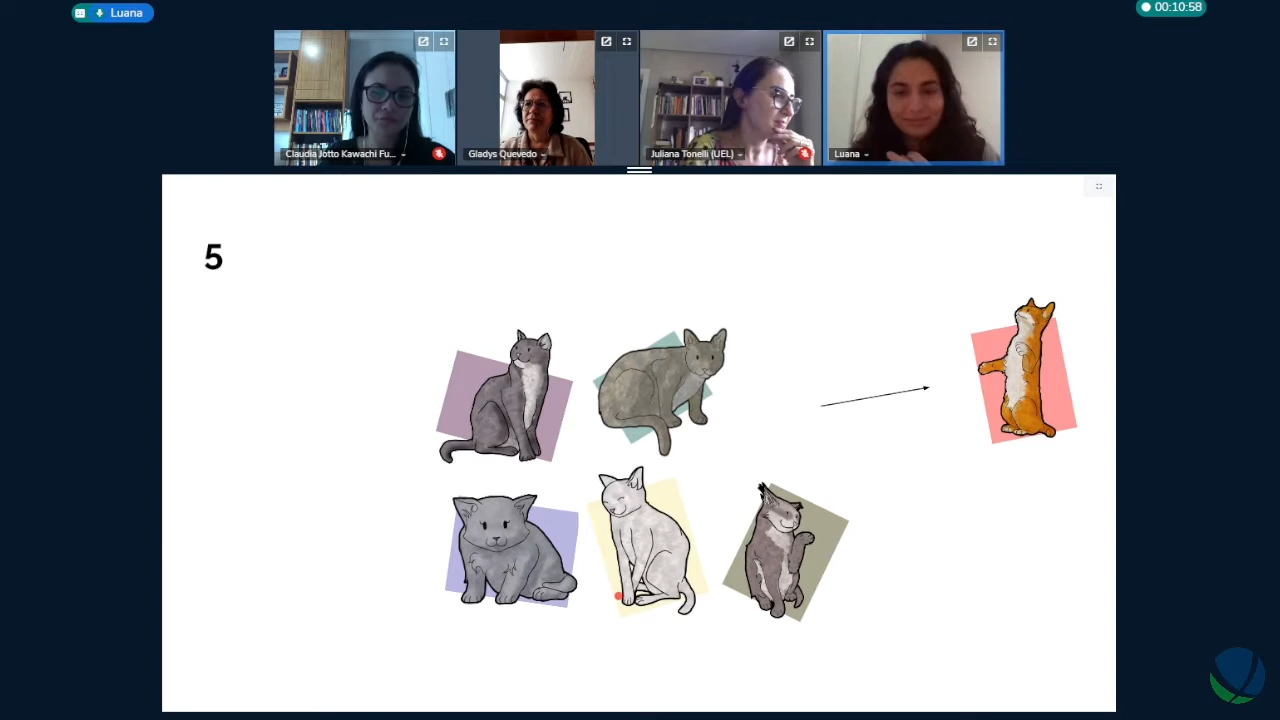 Luana
00:10:58
Claudia Jotto Kawachi Fu...
Gladys Quevedo
Juliana Tonelli (UEL)
Luana
5